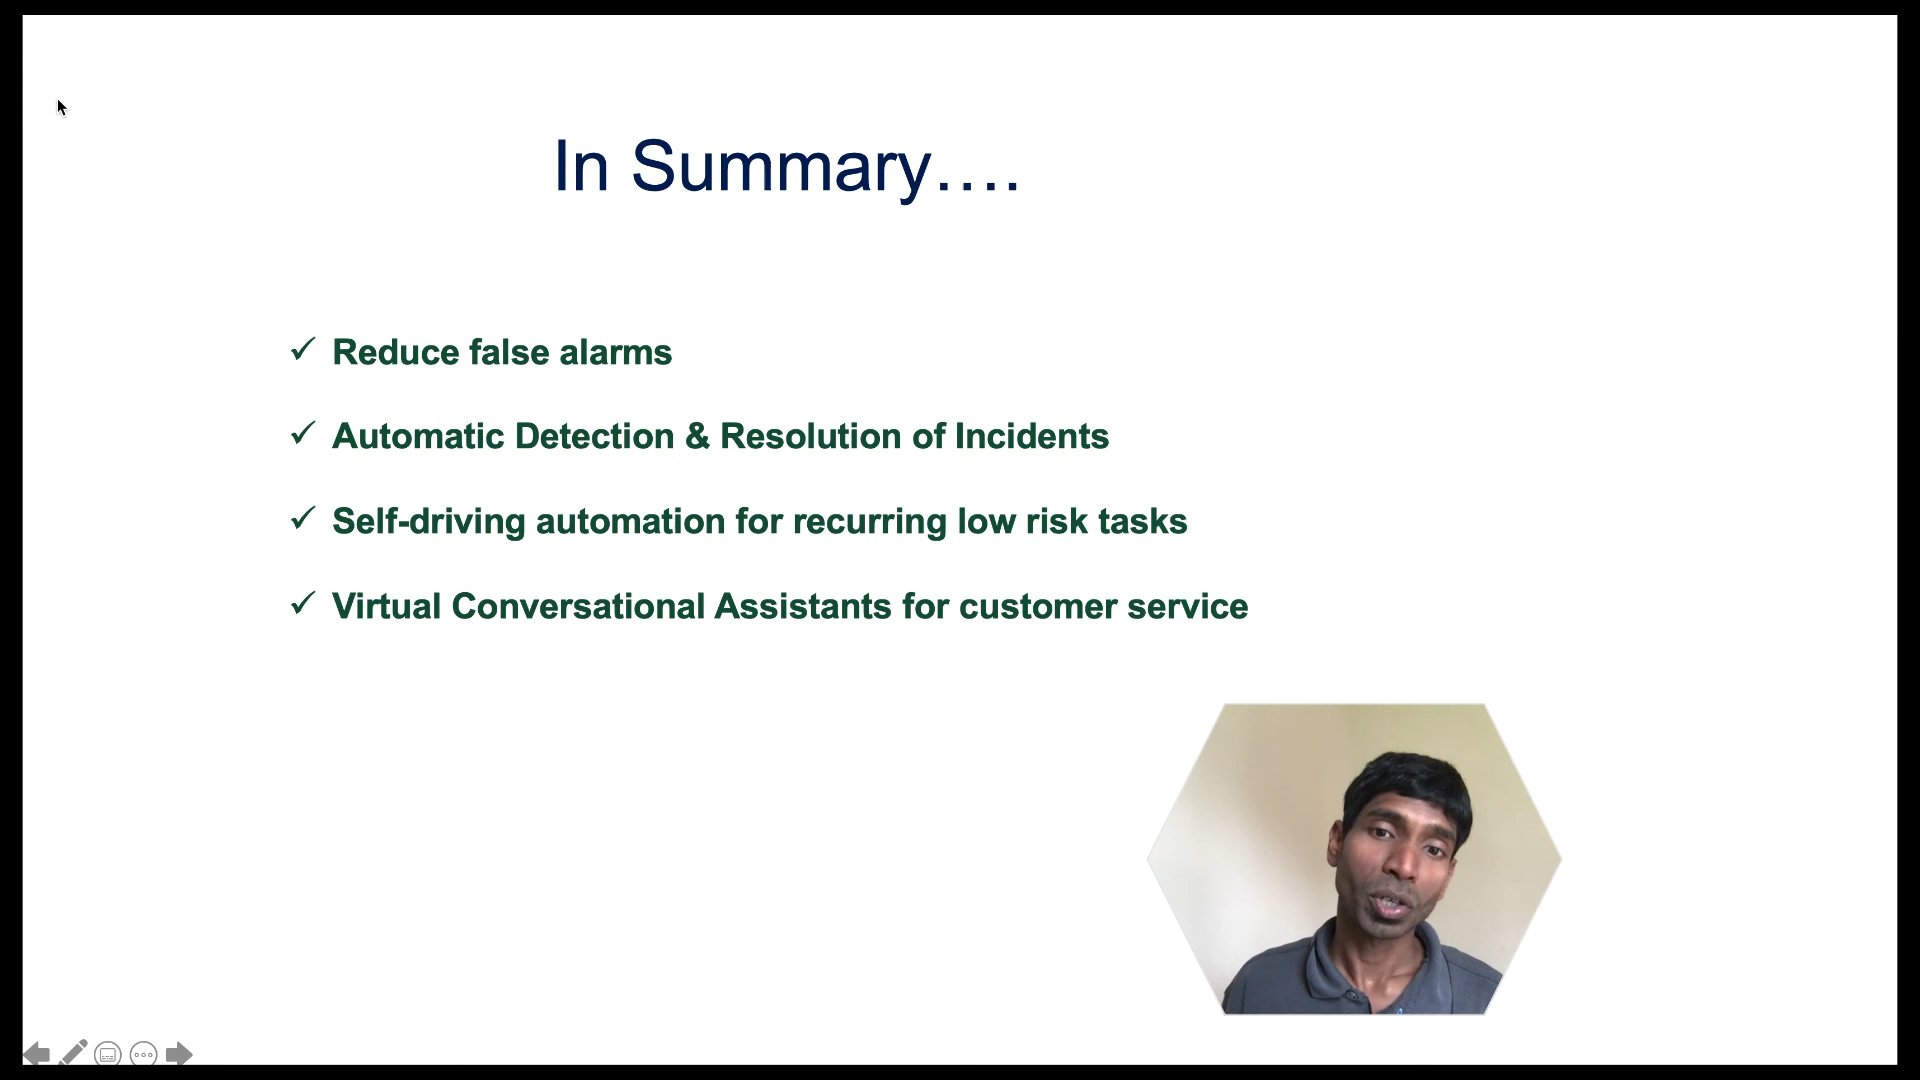 In Summary....
✓ Reduce false alarms
✓ Automatic Detection & Resolution of Incidents
✓ Self-driving automation for recurring low risk tasks
✓ Virtual Conversational Assistants for customer service